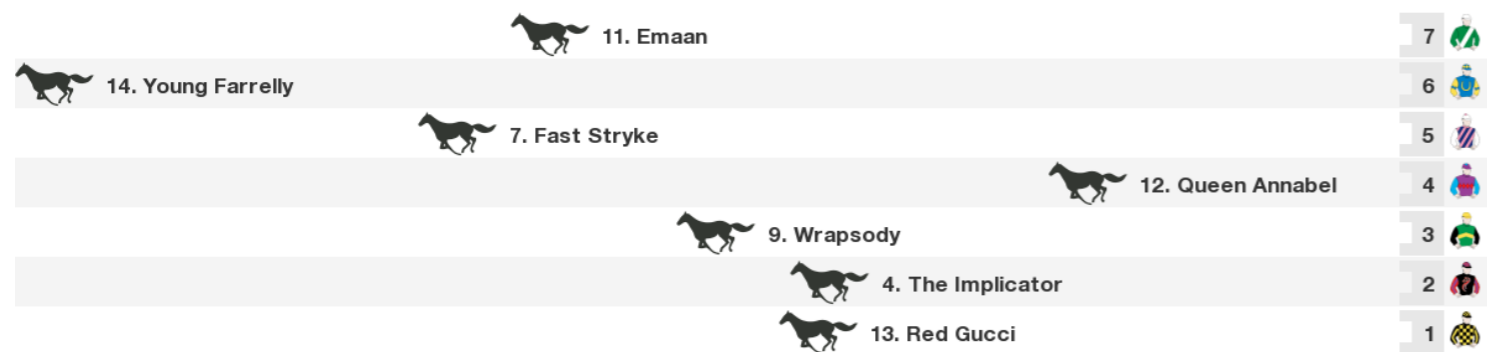 11. Emaan 7
14. Young Farrelly 6
7. Fast Stryke 5
12. Queen Annabel 4
9. Wrapsody 3
4. The Implicator 2
13. Red Gucci 1